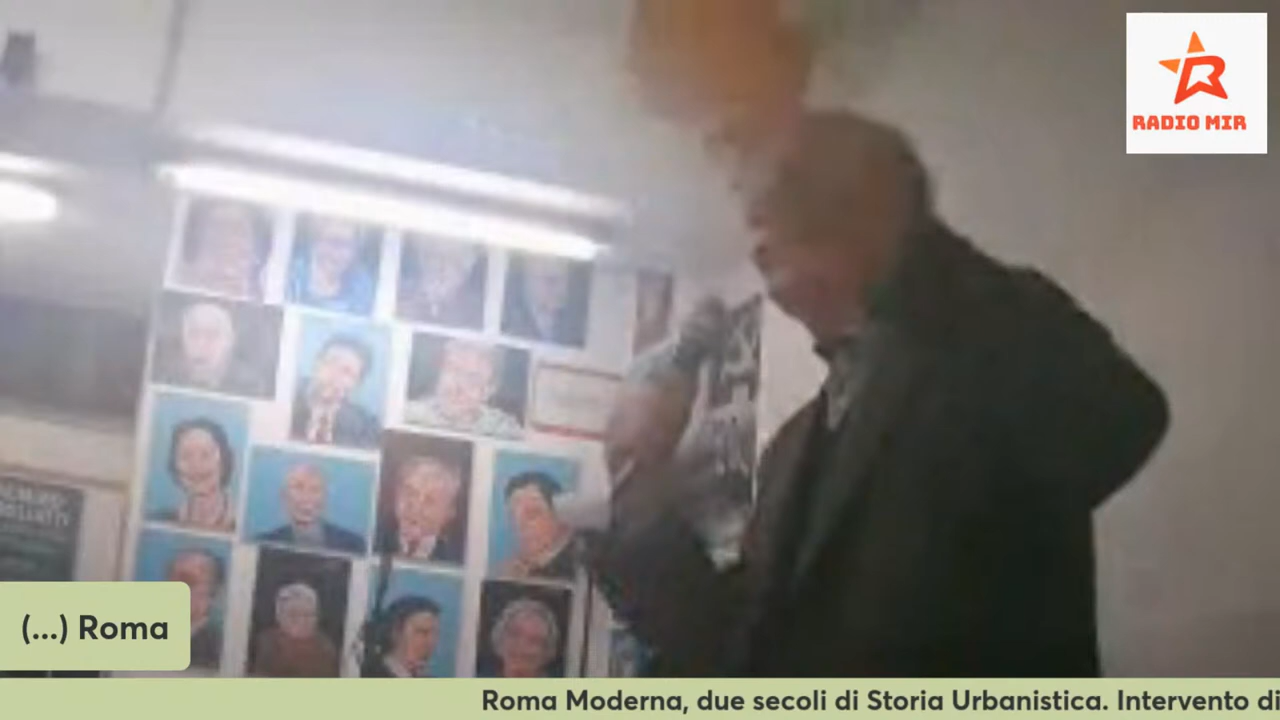 RADIO MIR
(...) Roma
Roma Moderna, due secoli di Storia Urbanistica. Intervento di